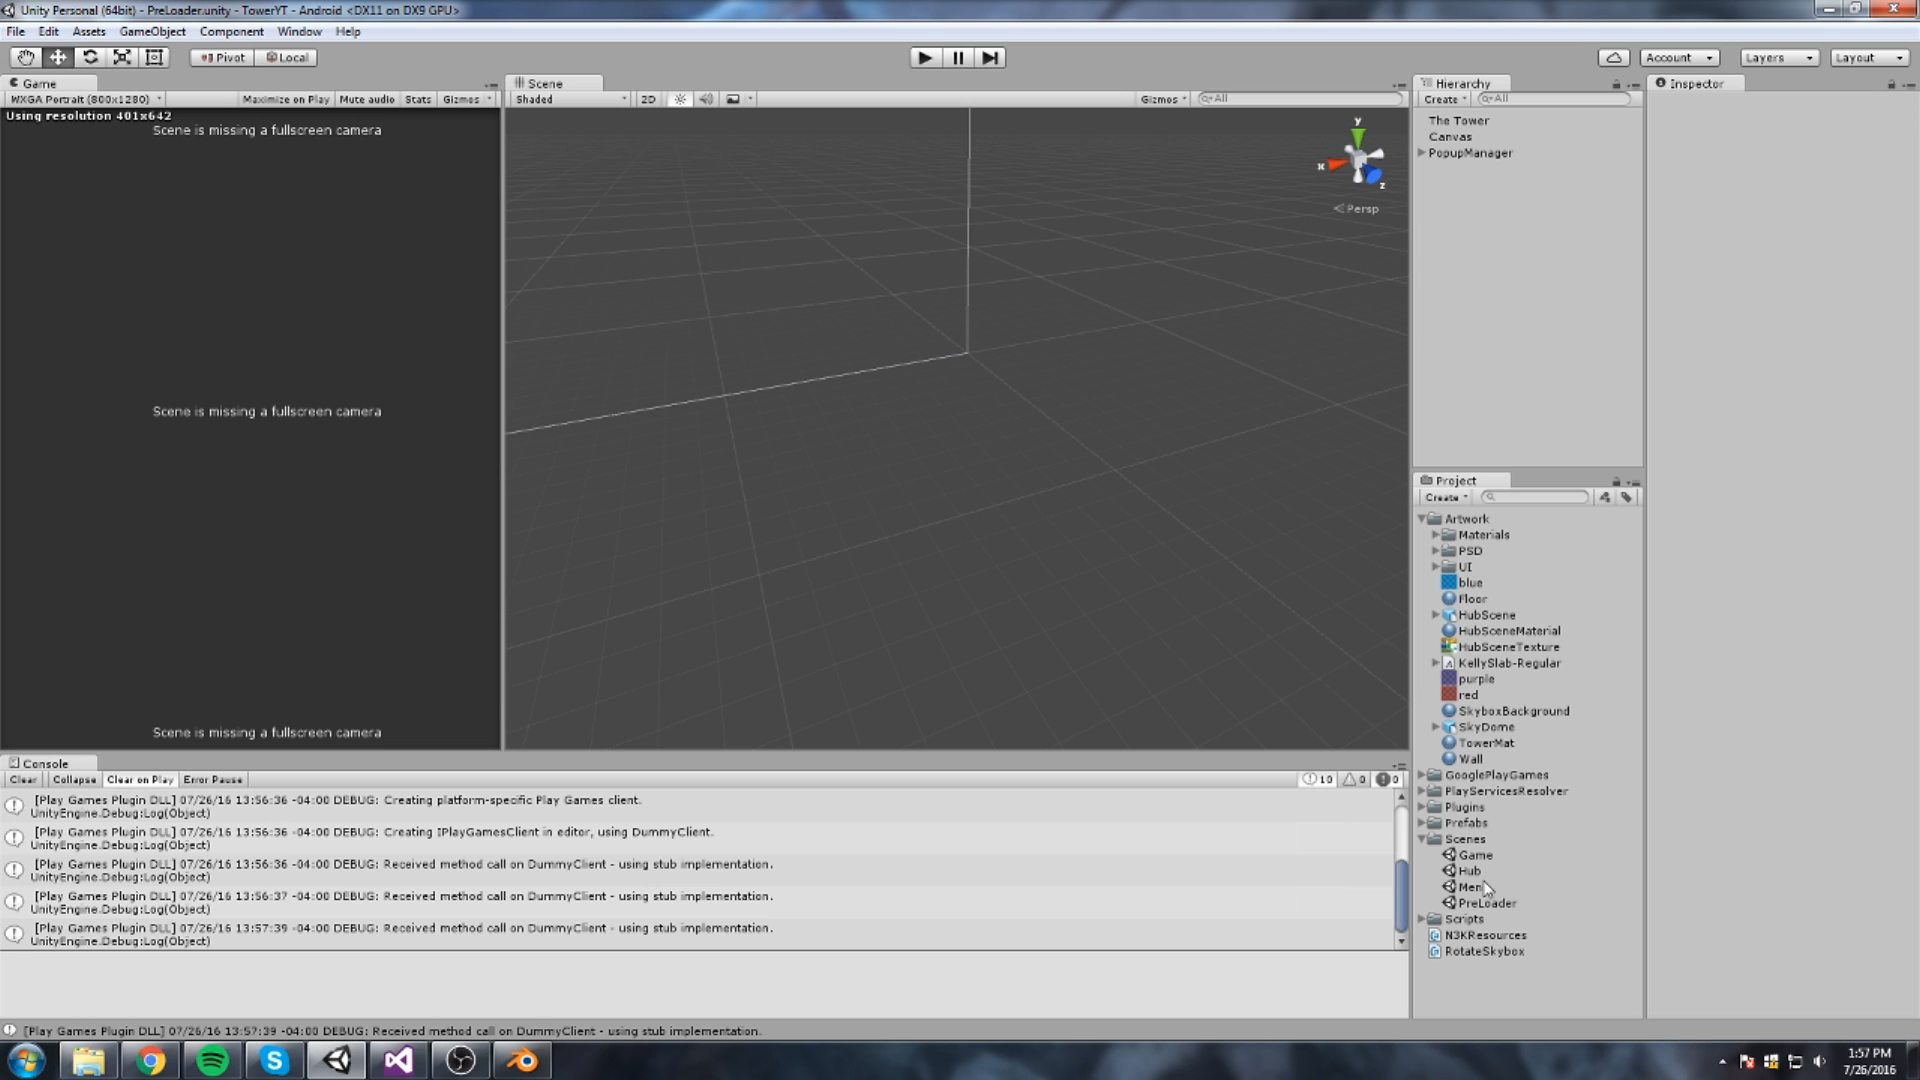 Unity Personal (64bit) - PreLoader.unity - TowerYT - Android <DX11 on DX9 GPU>
File Edit Assets GameObject Component Window Help
Pivot Local Account Layers Layout
Game Scene Hierarchy Inspector
WXGA Portrait (800x1280) Maximize on Play Mute audio Stats Gizmos Shaded 2D Gizmos All Create All
Using resolution 401x642
Scene is missing a fullscreen camera
Scene is missing a fullscreen camera
Scene is missing a fullscreen camera
y
x
z
Persp
The Tower
Canvas
PopupManager
Project
Create
Artwork
Materials
PSD
UI
blue
Floor
HubScene
HubSceneMaterial
HubSceneTexture
KellySlab-Regular
purple
red
SkyboxBackground
SkyDome
TowerMat
Wall
GooglePlayGames
PlayServicesResolver
Plugins
Prefabs
Scenes
Game
Hub
Men
PreLoader
Scripts
N3KResources
RotateSkybox
Console
Clear Collapse Clear on Play Error Pause 10 0 0
[Play Games Plugin DLL] 07/26/16 13:56:36 -04:00 DEBUG: Creating platform-specific Play Games client.
UnityEngine.Debug:Log(Object)
[Play Games Plugin DLL] 07/26/16 13:56:36 -04:00 DEBUG: Creating IPlayGamesClient in editor, using DummyClient.
UnityEngine.Debug:Log(Object)
[Play Games Plugin DLL] 07/26/16 13:56:36 -04:00 DEBUG: Received method call on DummyClient - using stub implementation.
UnityEngine.Debug:Log(Object)
[Play Games Plugin DLL] 07/26/16 13:56:37 -04:00 DEBUG: Received method call on DummyClient - using stub implementation.
UnityEngine.Debug:Log(Object)
[Play Games Plugin DLL] 07/26/16 13:57:39 -04:00 DEBUG: Received method call on DummyClient - using stub implementation.
UnityEngine.Debug:Log(Object)
[Play Games Plugin DLL] 07/26/16 13:57:39 -04:00 DEBUG: Received method call on DummyClient - using stub implementation.
1:57 PM
7/26/2016